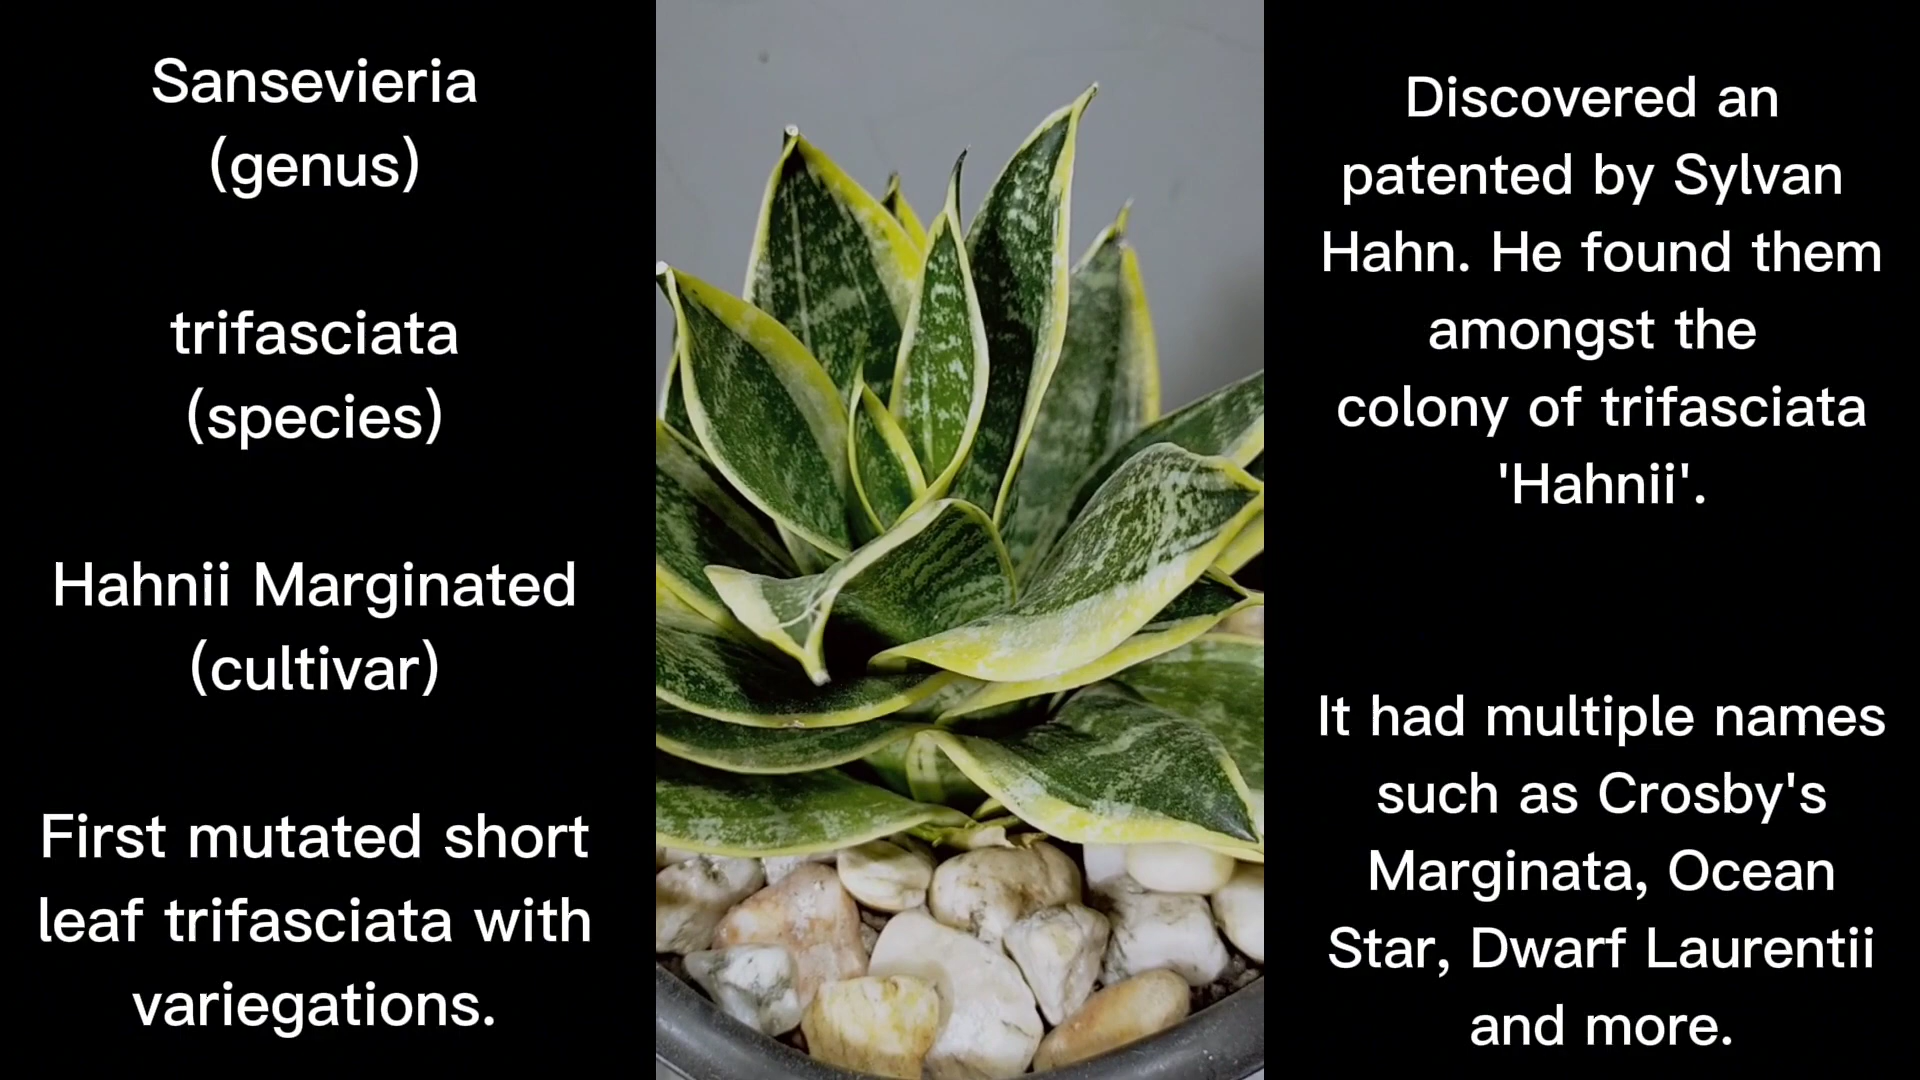 Sansevieria
(genus)
trifasciata
(species)
Hahnii Marginated
(cultivar)
First mutated short
leaf trifasciata with
variegations.
Discovered an
patented by Sylvan
Hahn. He found them
amongst the
colony of trifasciata
'Hahnii'.
It had multiple names
such as Crosby's
Marginata, Ocean
Star, Dwarf Laurentii
and more.